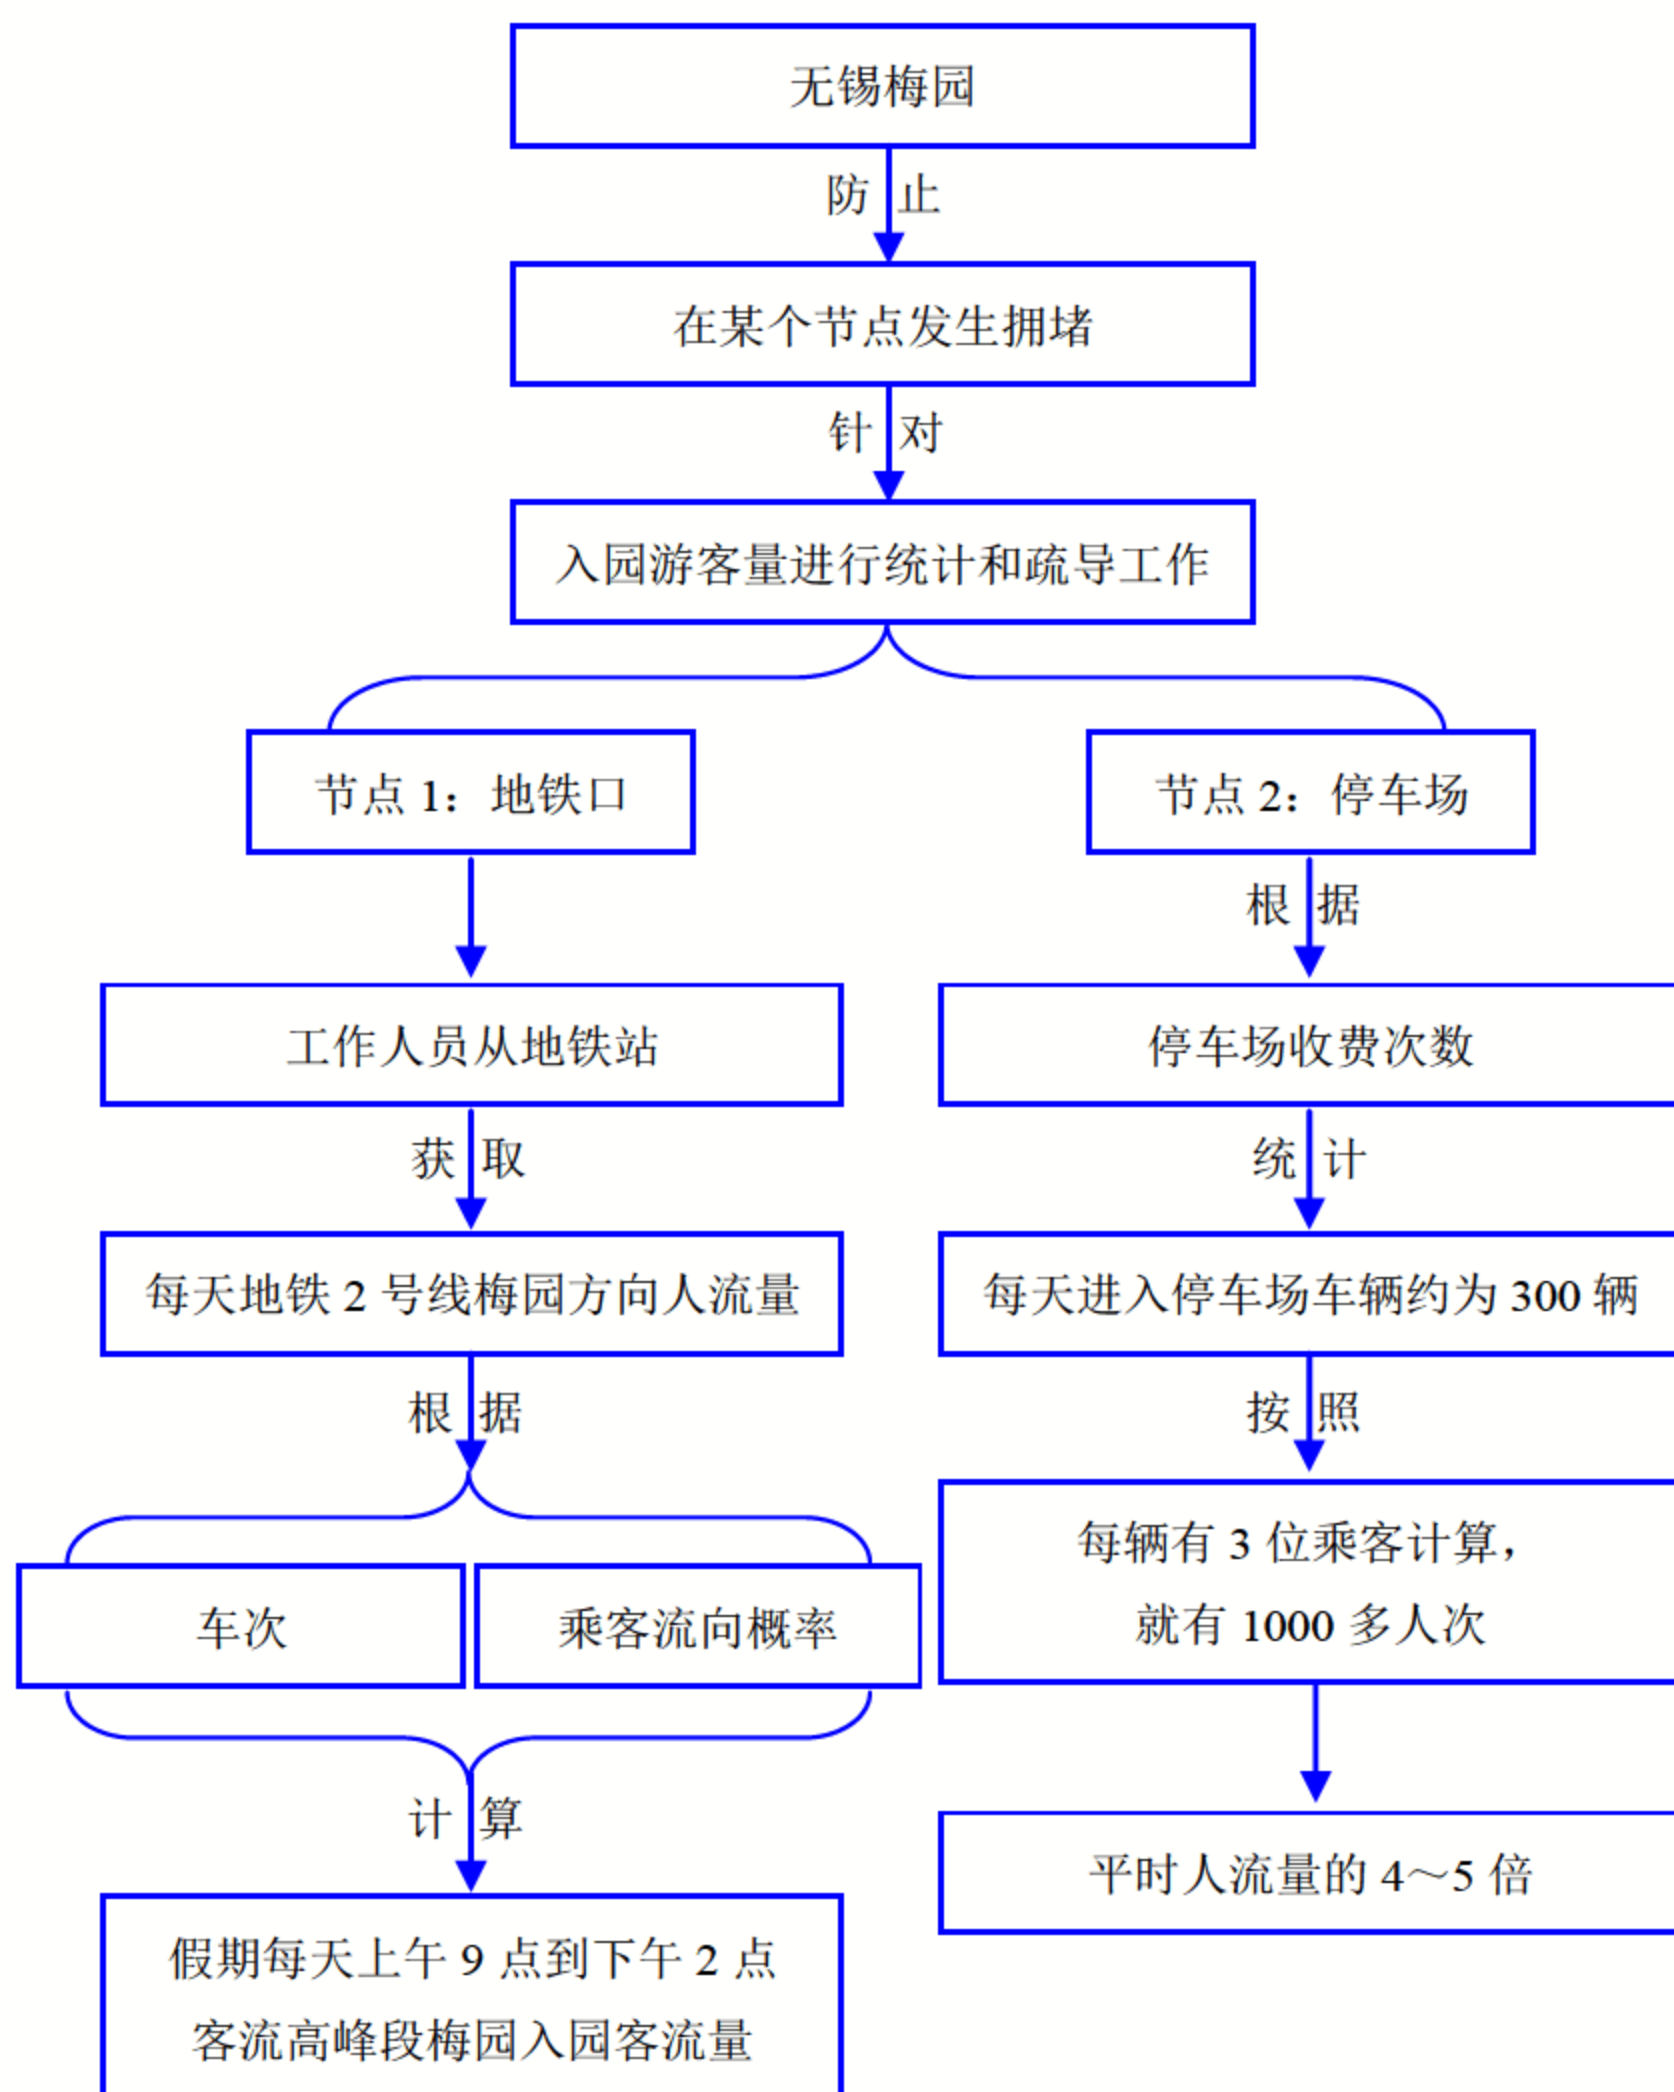 无锡梅园
防止
在某个节点发生拥堵
针对
入园游客量进行统计和疏导工作
节点 1：地铁口
节点 2：停车场
根据
工作人员从地铁站
停车场收费次数
获取
统计
每天地铁 2 号线梅园方向人流量
每天进入停车场车辆约为 300 辆
根据
按照
每辆有 3 位乘客计算，
就有 1000 多人次
车次
乘客流向概率
计算
平时人流量的 4～5 倍
假期每天上午 9 点到下午 2 点
客流高峰段梅园入园客流量